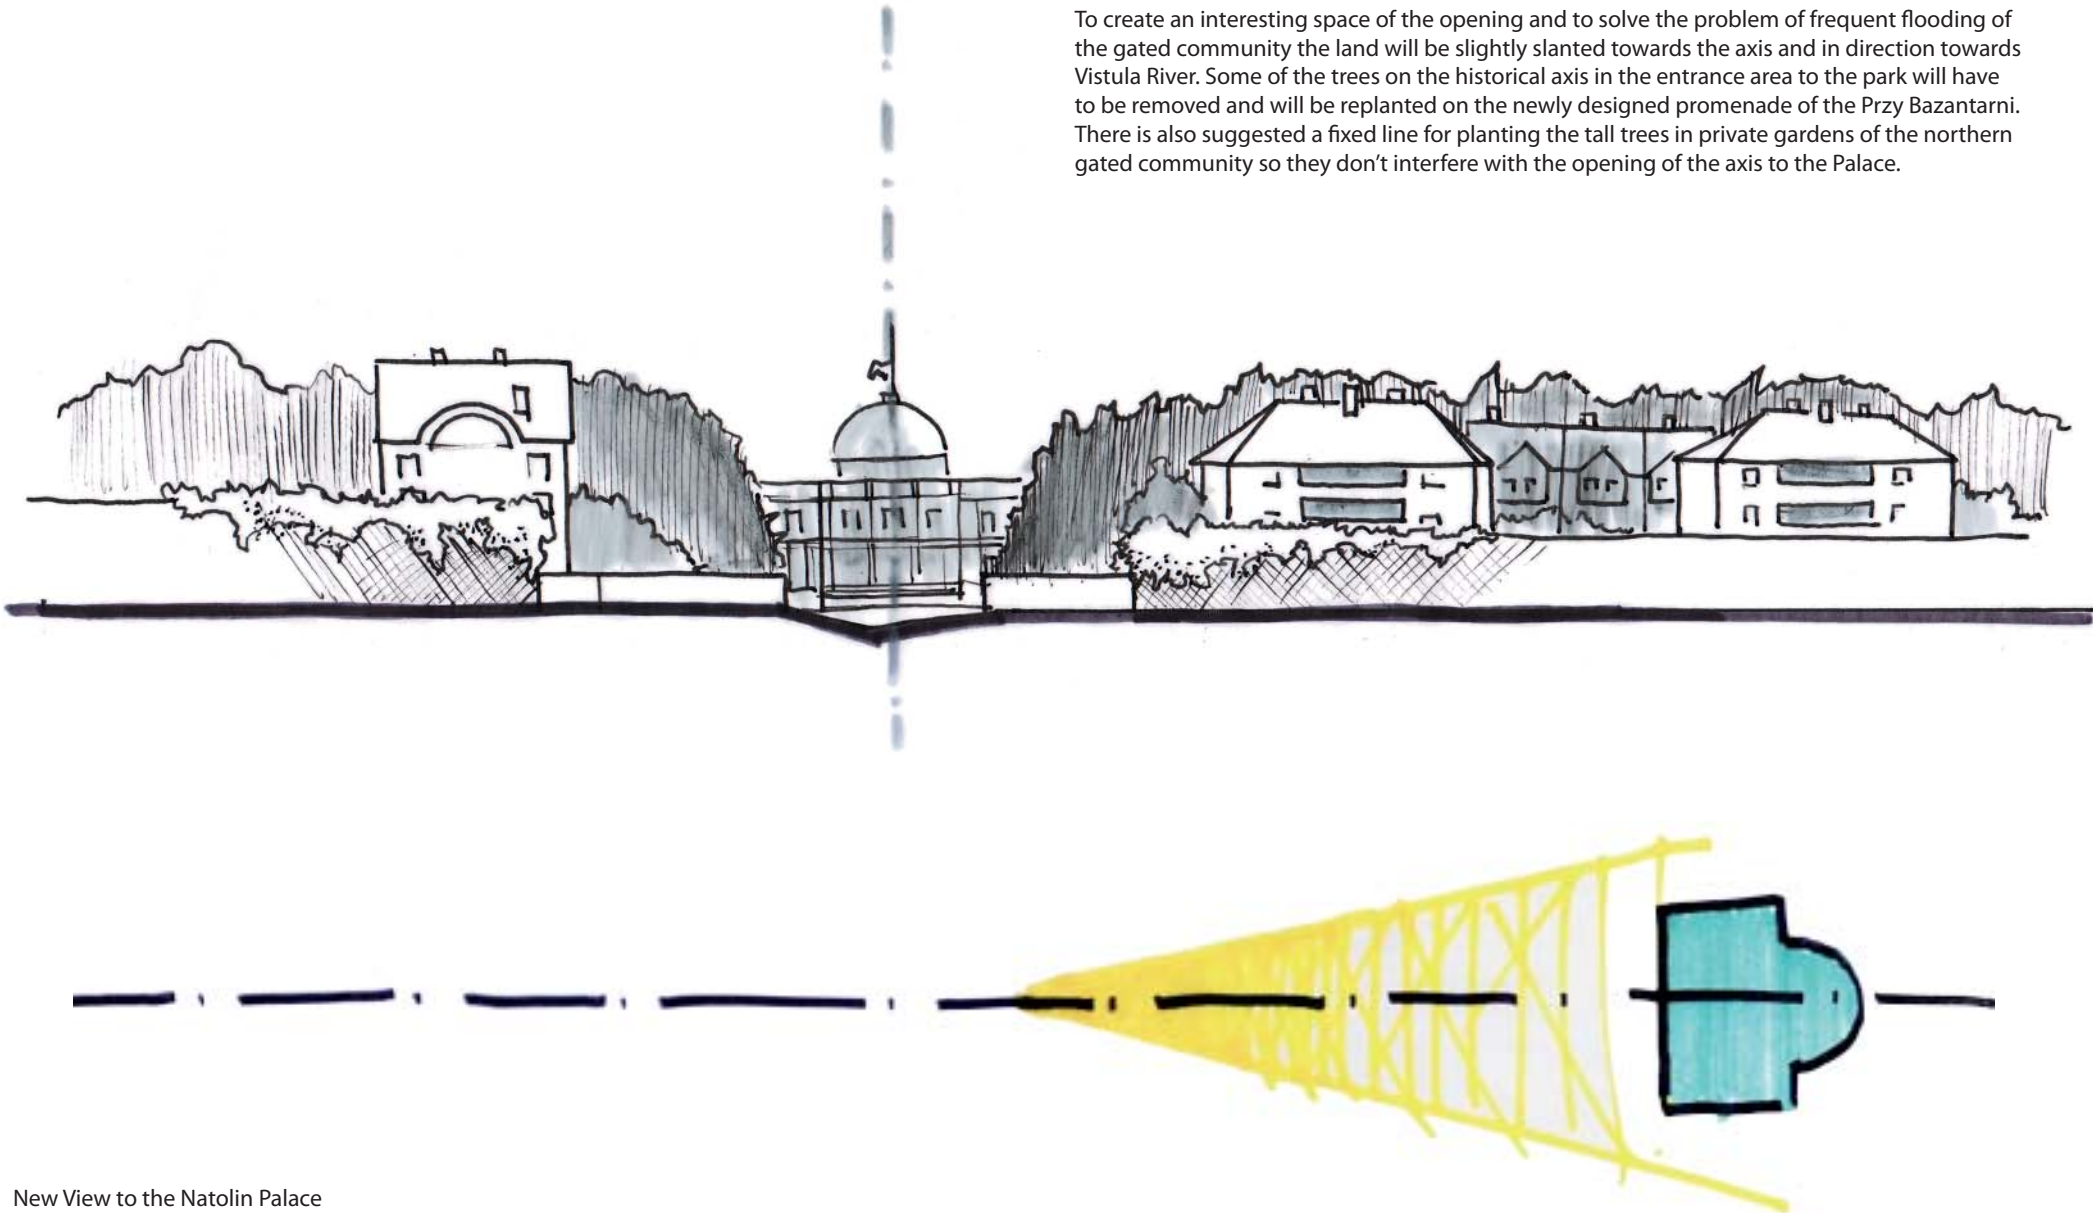 To create an interesting space of the opening and to solve the problem of frequent flooding of
the gated community the land will be slightly slanted towards the axis and in direction towards
Vistula River. Some of the trees on the historical axis in the entrance area to the park will have
to be removed and will be replanted on the newly designed promenade of the Przy Bazantarni.
There is also suggested a fixed line for planting the tall trees in private gardens of the northern
gated community so they don’t interfere with the opening of the axis to the Palace.
New View to the Natolin Palace